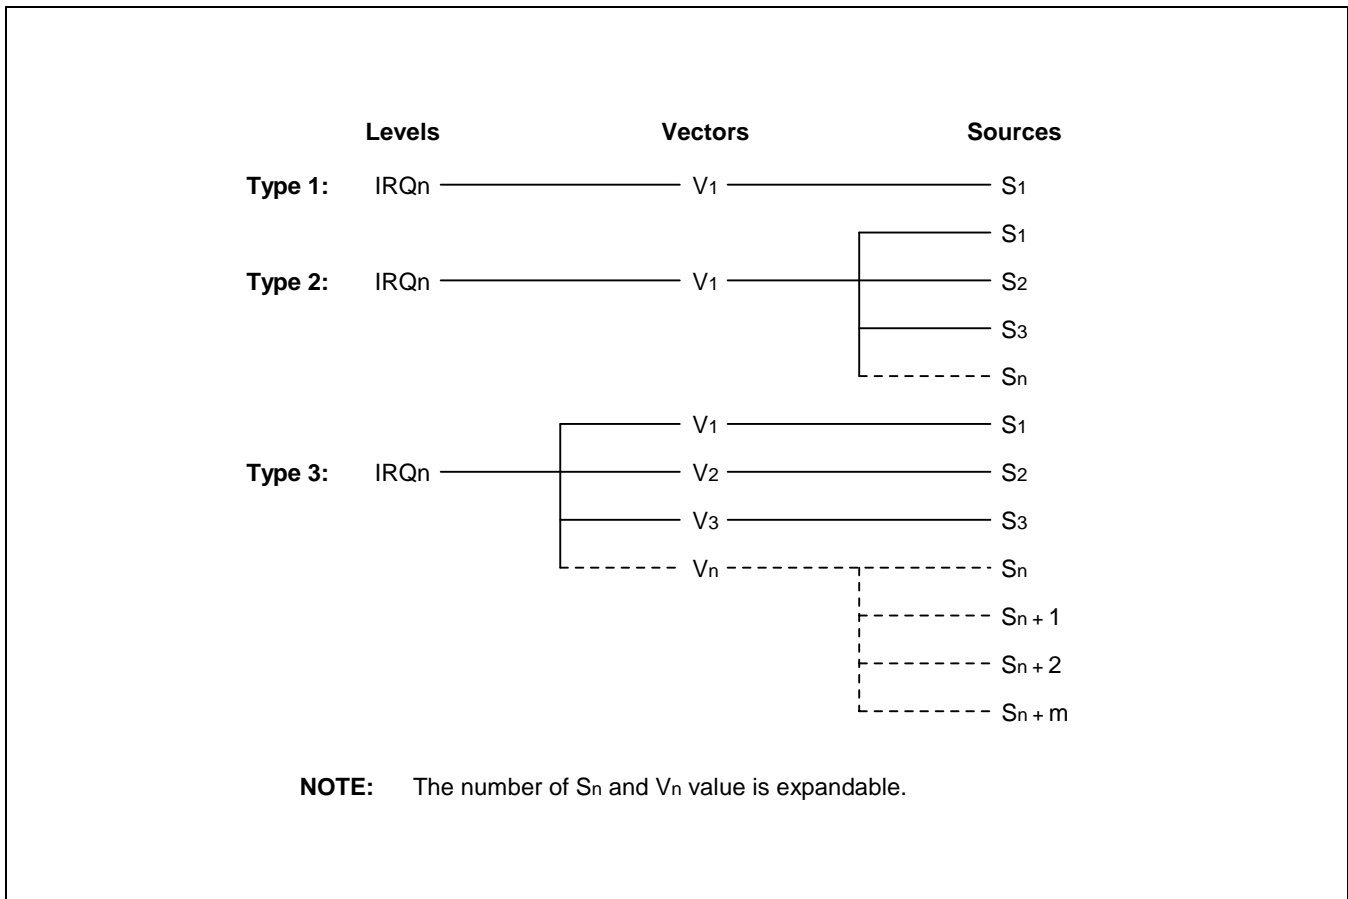 Levels Vectors Sources
Type 1: IRQn V1 S1
S1
Type 2: IRQn V1 S2
S3
Sn
V1 S1
Type 3: IRQn V2 S2
V3 S3
Vn Sn
Sn + 1
Sn + 2
Sn + m
NOTE: The number of Sn and Vn value is expandable.